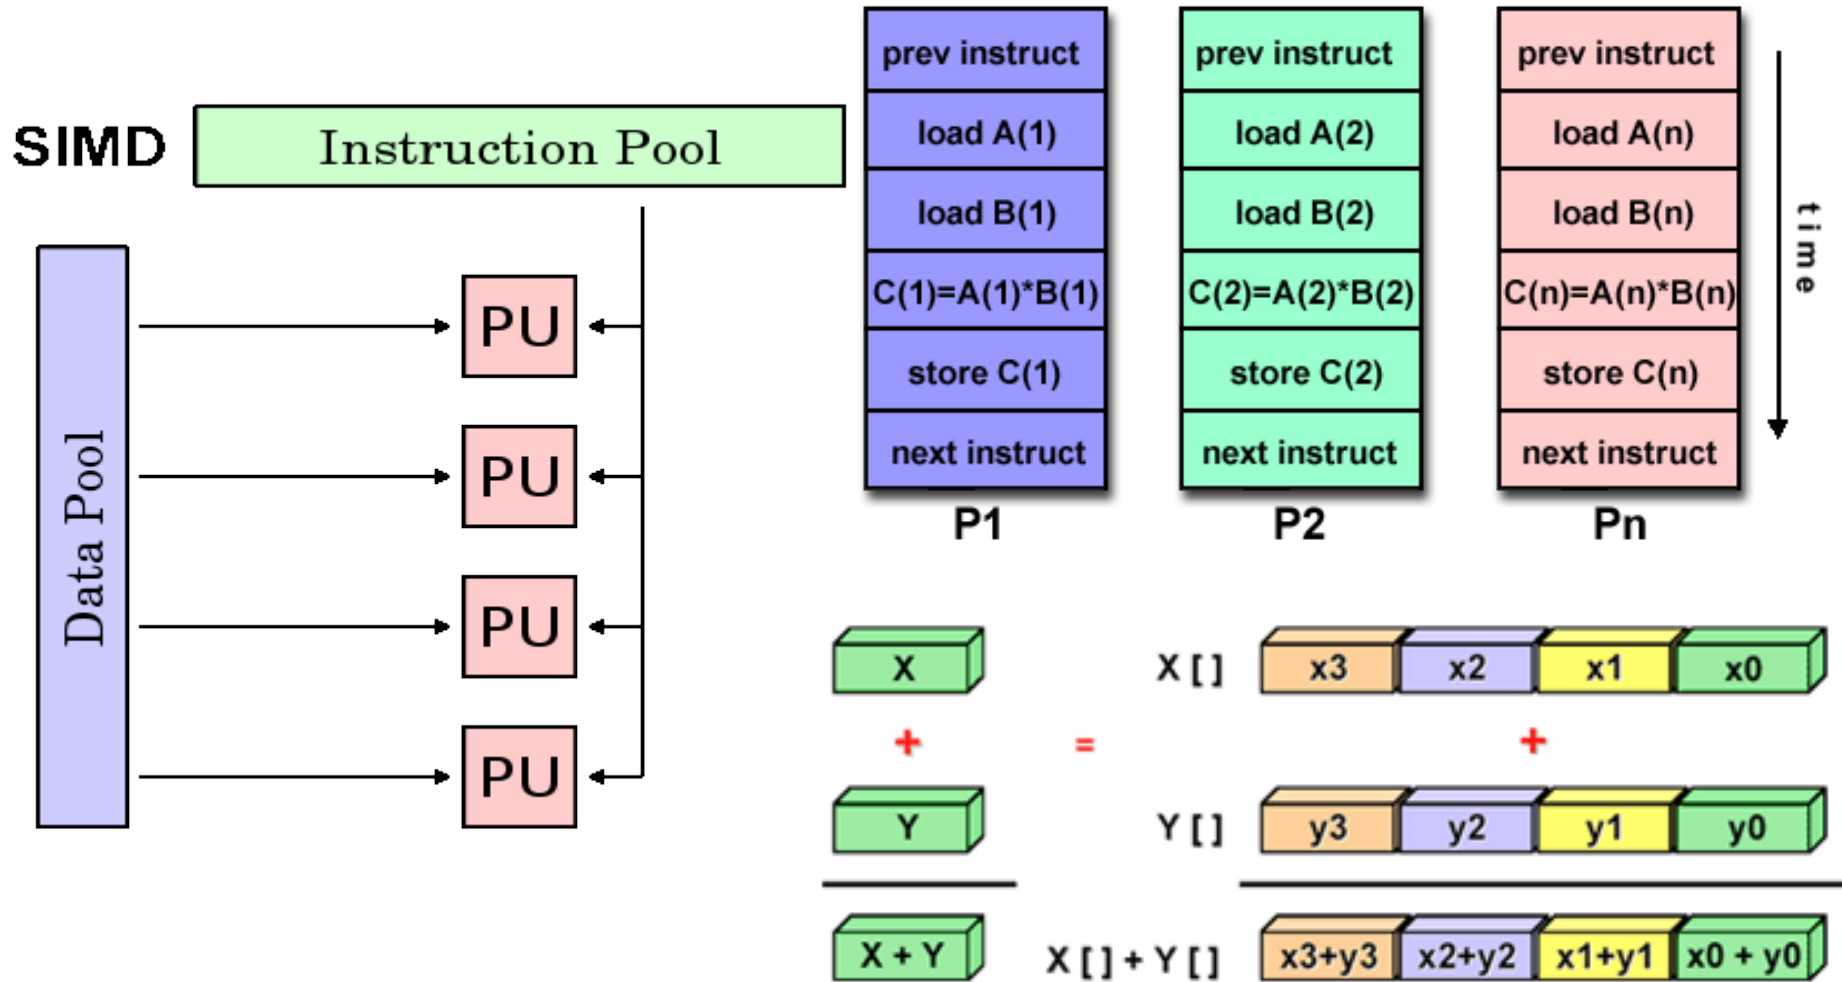 SIMD
Instruction Pool
Data Pool
PU
PU
PU
PU
prev instruct
load A(1)
load B(1)
C(1)=A(1)*B(1)
store C(1)
next instruct
P1
prev instruct
load A(2)
load B(2)
C(2)=A(2)*B(2)
store C(2)
next instruct
P2
prev instruct
load A(n)
load B(n)
C(n)=A(n)*B(n)
store C(n)
next instruct
Pn
time
X
+
Y
X + Y
=
X [ ] x3 x2 x1 x0
+
Y [ ] y3 y2 y1 y0
X [ ] + Y [ ] x3+y3 x2+y2 x1+y1 x0 + y0